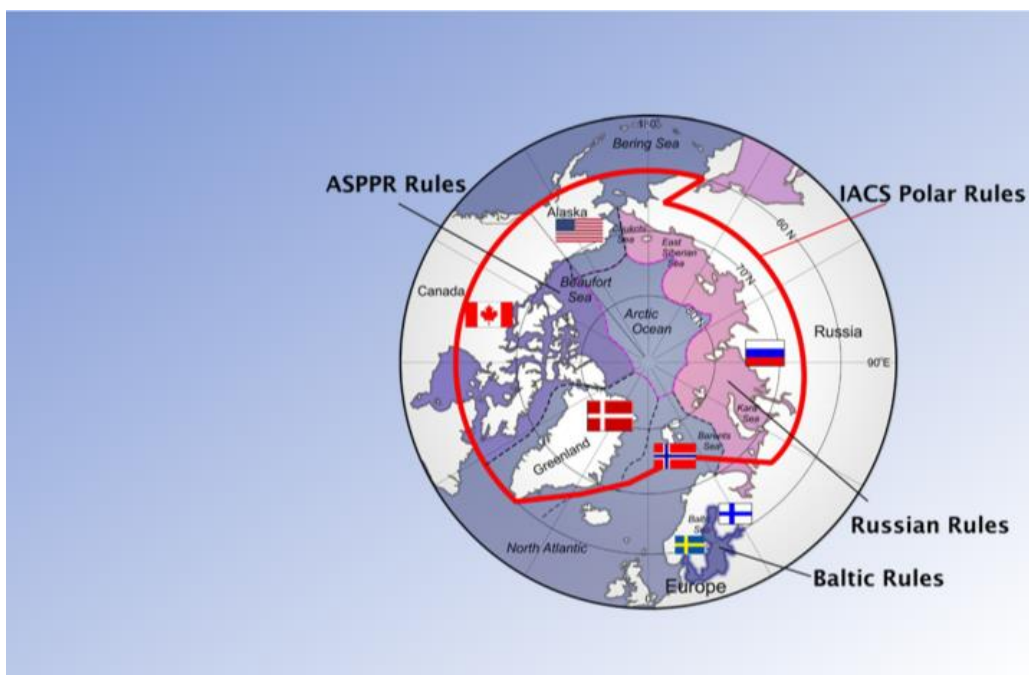 180
Bering Sea
ASPPR Rules
IACS Polar Rules
Alaska
60 N
Chukchi
Sea
East
Siberian
Sea
70°N
Beaufort
Sea
Canada
Arctic
Ocean
Russia
90°E
Kara
Sea
Barents
Sea
Greenland
Russian Rules
Baltic
Sea
North Atlantic
Baltic Rules
Europe